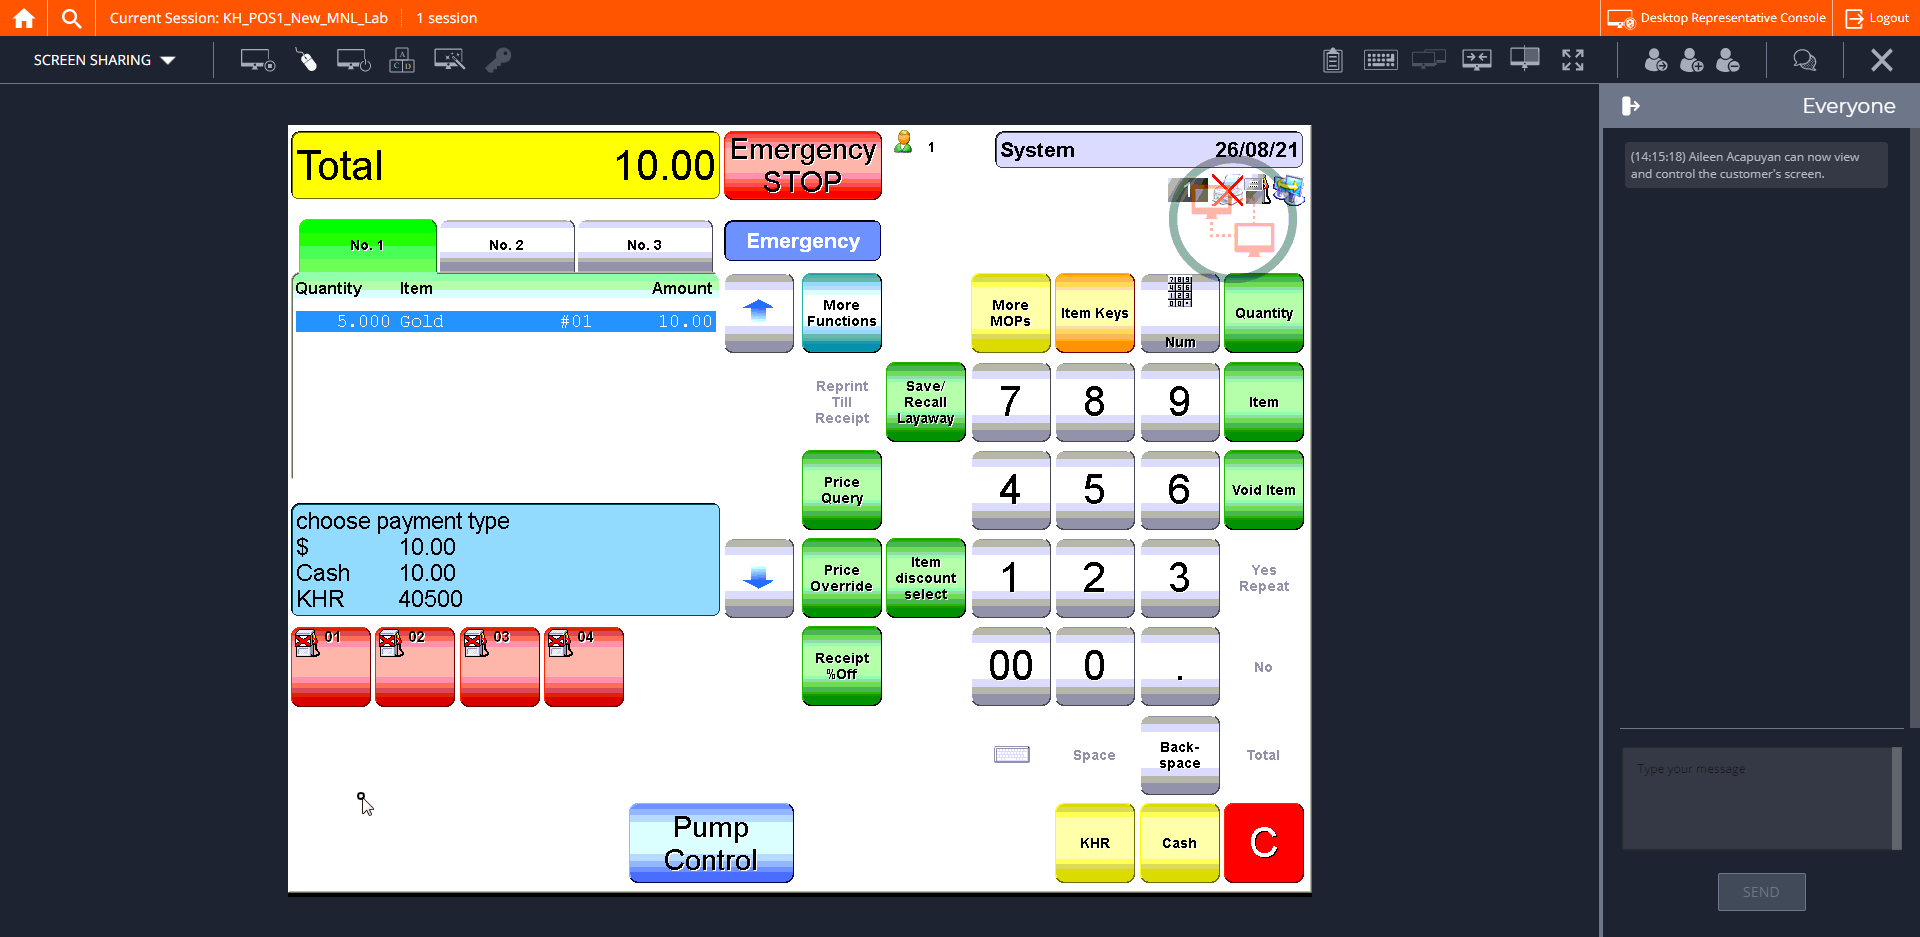 Current Session: KH_POS1_New_MNL_Lab
1 session
Desktop Representative Console
Logout
SCREEN SHARING
Everyone
(14:15:18) Aileen Acapuyan can now view
and control the customer's screen.
Total 10.00
Emergency
STOP
1
System 26/08/21
1
No. 1
No. 2
No. 3
Emergency
Quantity Item Amount
5.000 Gold #01 10.00
More
Functions
More
MOPs
Item Keys
Num
Quantity
Reprint
Till
Receipt
Save/
Recall
Layaway
7
8
9
Item
Price
Query
4
5
6
Void Item
choose payment type
$ 10.00
Cash 10.00
KHR 40500
Price
Override
Item
discount
select
1
2
3
Yes
Repeat
01
02
03
04
Receipt
%Off
00
0
.
No
Space
Back-
space
Total
Pump
Control
KHR
Cash
C
Type your message
SEND